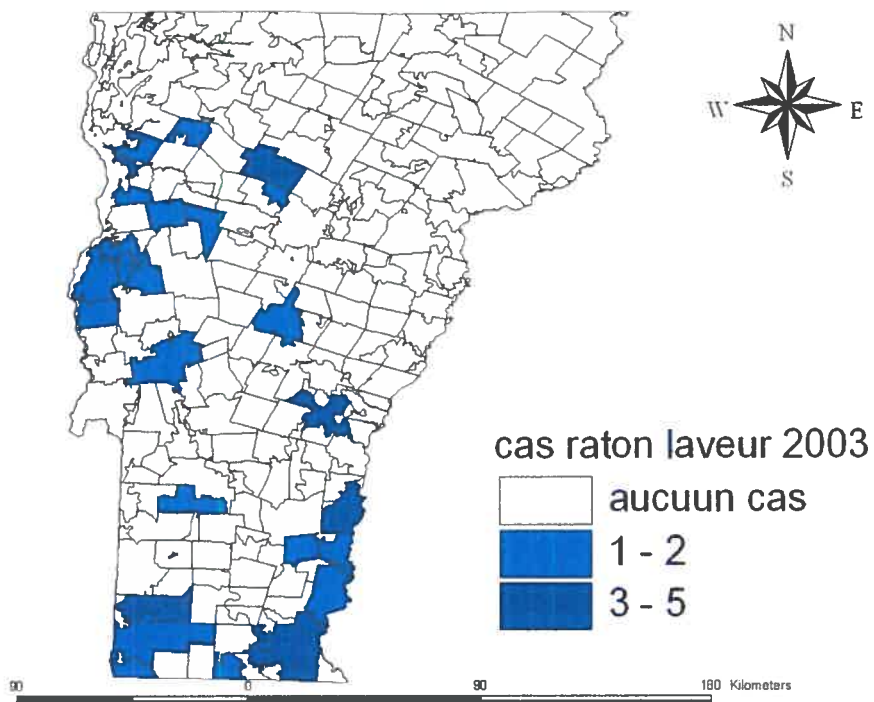 N
W E
S
cas raton laveur 2003
aucuun cas
1 - 2
3 - 5
90 0 90 180 Kilometers